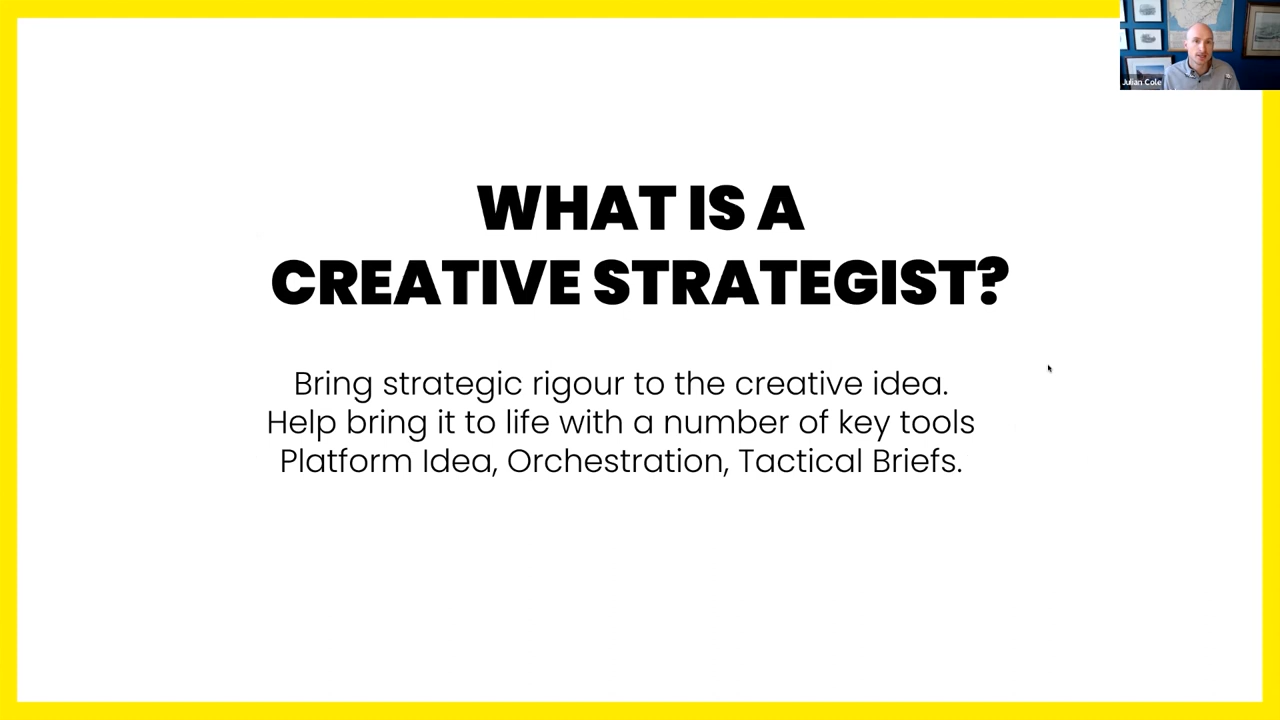 Julian Cole
WHAT IS A
CREATIVE STRATEGIST?
Bring strategic rigour to the creative idea.
Help bring it to life with a number of key tools
Platform Idea, Orchestration, Tactical Briefs.